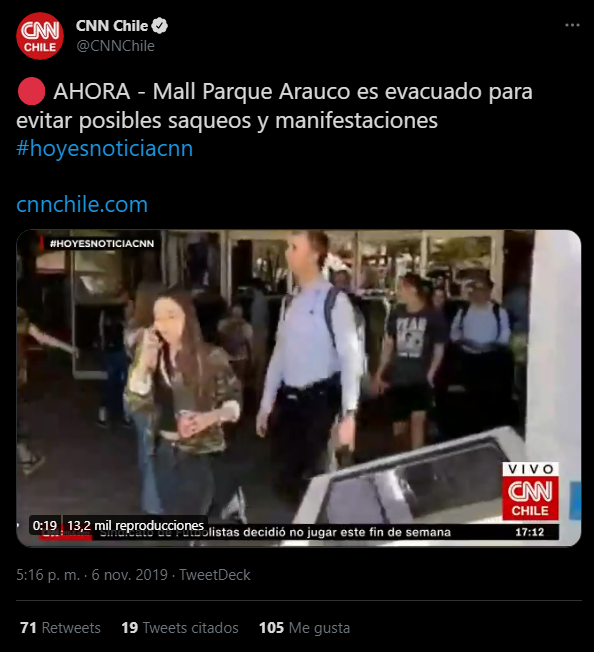 CNN
CHILE
CNN Chile
@CNNChile
AHORA - Mall Parque Arauco es evacuado para
evitar posibles saqueos y manifestaciones
#hoyesnoticiacnn
cnnchile.com
#HOYESNOTICIACNN
YEAH
VIVO
CNN
CHILE
0:19 13,2 mil reproducciones
Sindicato de Futbolistas decidió no jugar este fin de semana
17:12
5:16 p. m. · 6 nov. 2019 · TweetDeck
71 Retweets 19 Tweets citados 105 Me gusta